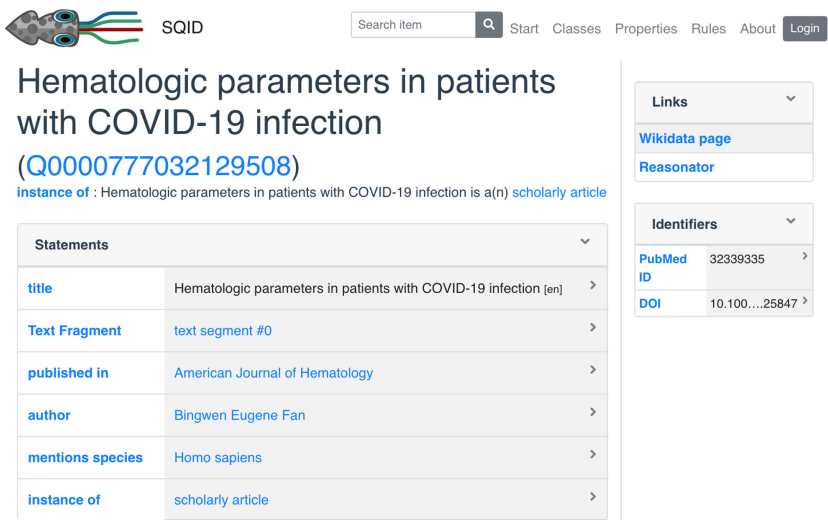 SQID
Search item
Start Classes Properties Rules About Login
Hematologic parameters in patients
with COVID-19 infection
(Q0000777032129508)
instance of : Hematologic parameters in patients with COVID-19 infection is a(n) scholarly article
Statements
title Hematologic parameters in patients with COVID-19 infection [en]
Text Fragment text segment #0
published in American Journal of Hematology
author Bingwen Eugene Fan
mentions species Homo sapiens
instance of scholarly article
Links
Wikidata page
Reasonator
Identifiers
PubMed 32339335
ID
DOI 10.100....25847